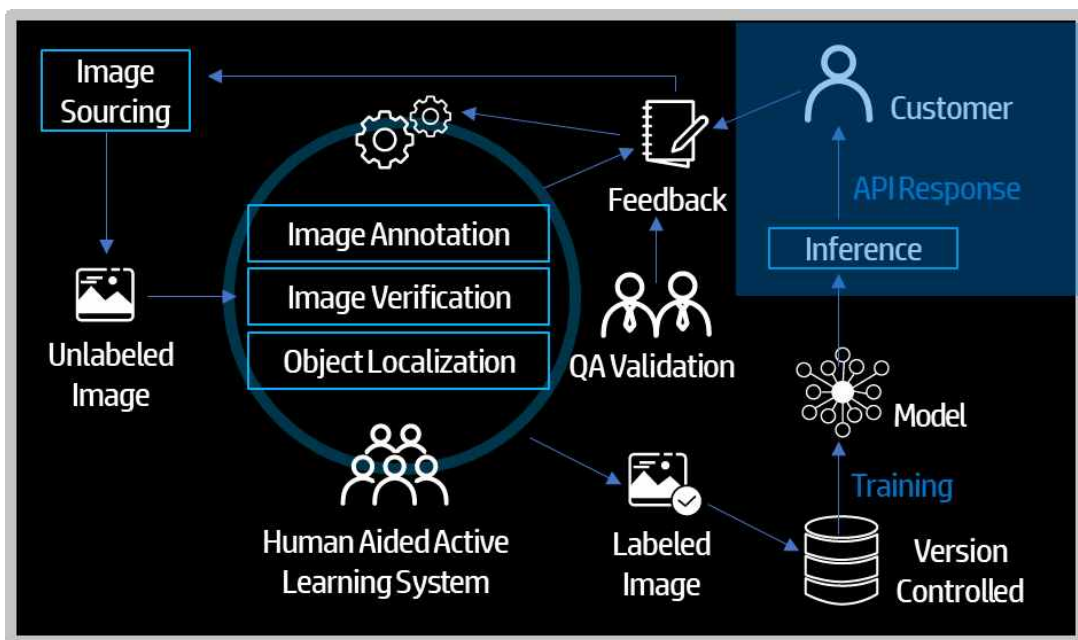 Image
Sourcing
Customer
Feedback
API Response
Image Annotation
Inference
Image Verification
Unlabeled
Image
Object Localization
QA Validation
Model
Training
Human Aided Active
Learning System
Labeled
Image
Version
Controlled